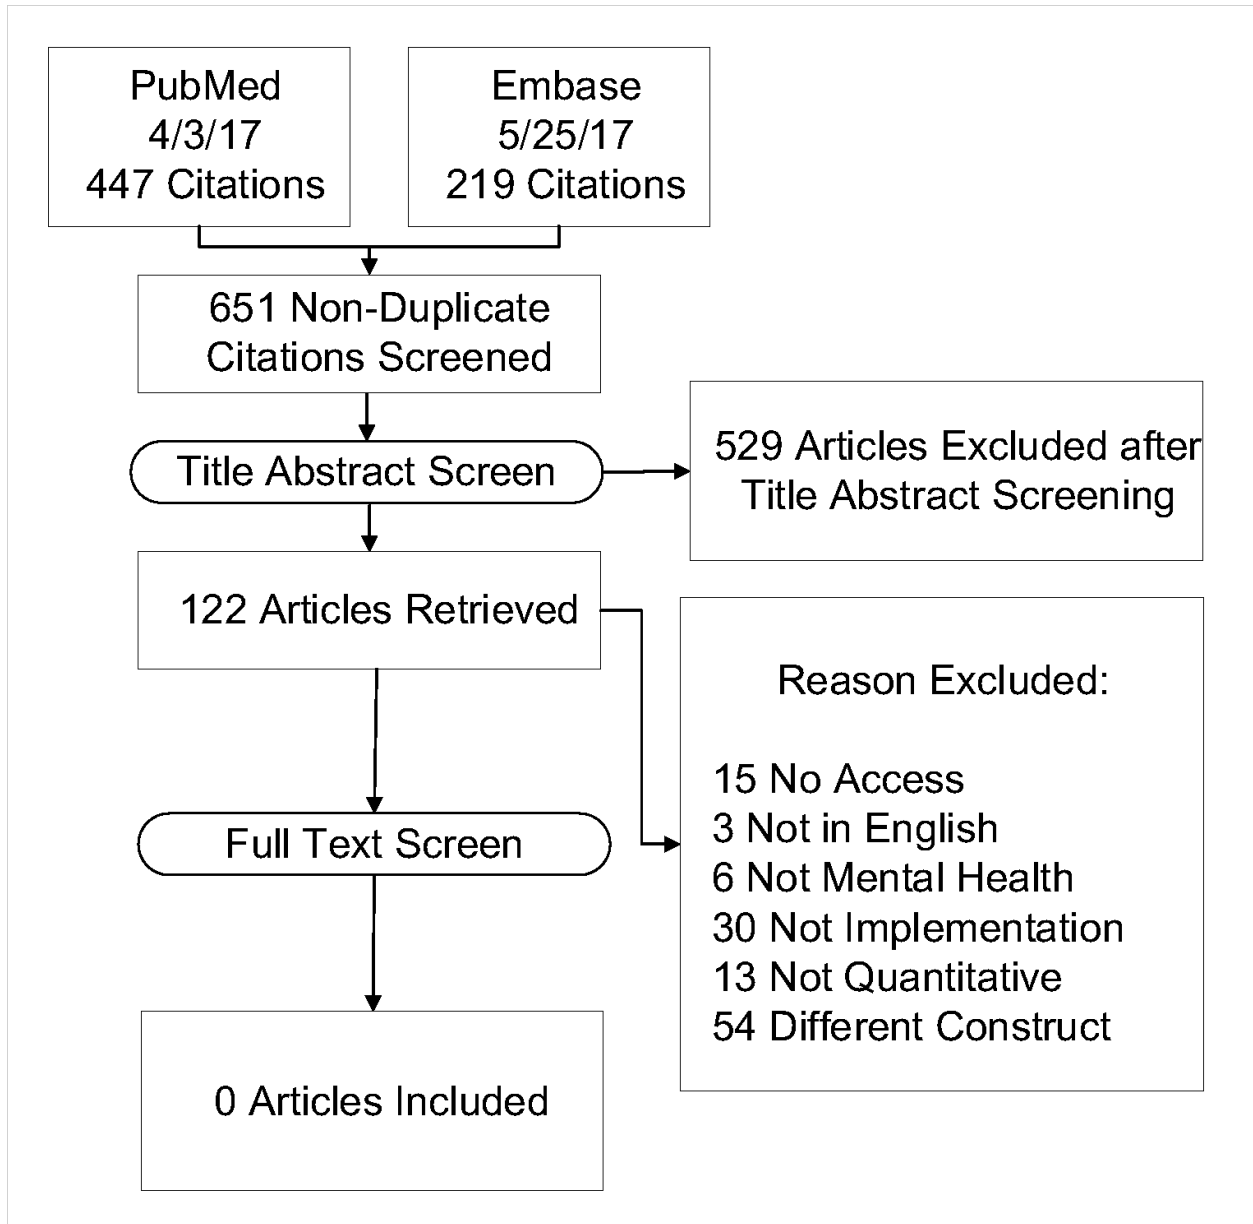 PubMed
4/3/17
447 Citations
Embase
5/25/17
219 Citations
651 Non-Duplicate
Citations Screened
Title Abstract Screen
529 Articles Excluded after
Title Abstract Screening
122 Articles Retrieved
Reason Excluded:
15 No Access
3 Not in English
6 Not Mental Health
30 Not Implementation
13 Not Quantitative
54 Different Construct
Full Text Screen
0 Articles Included